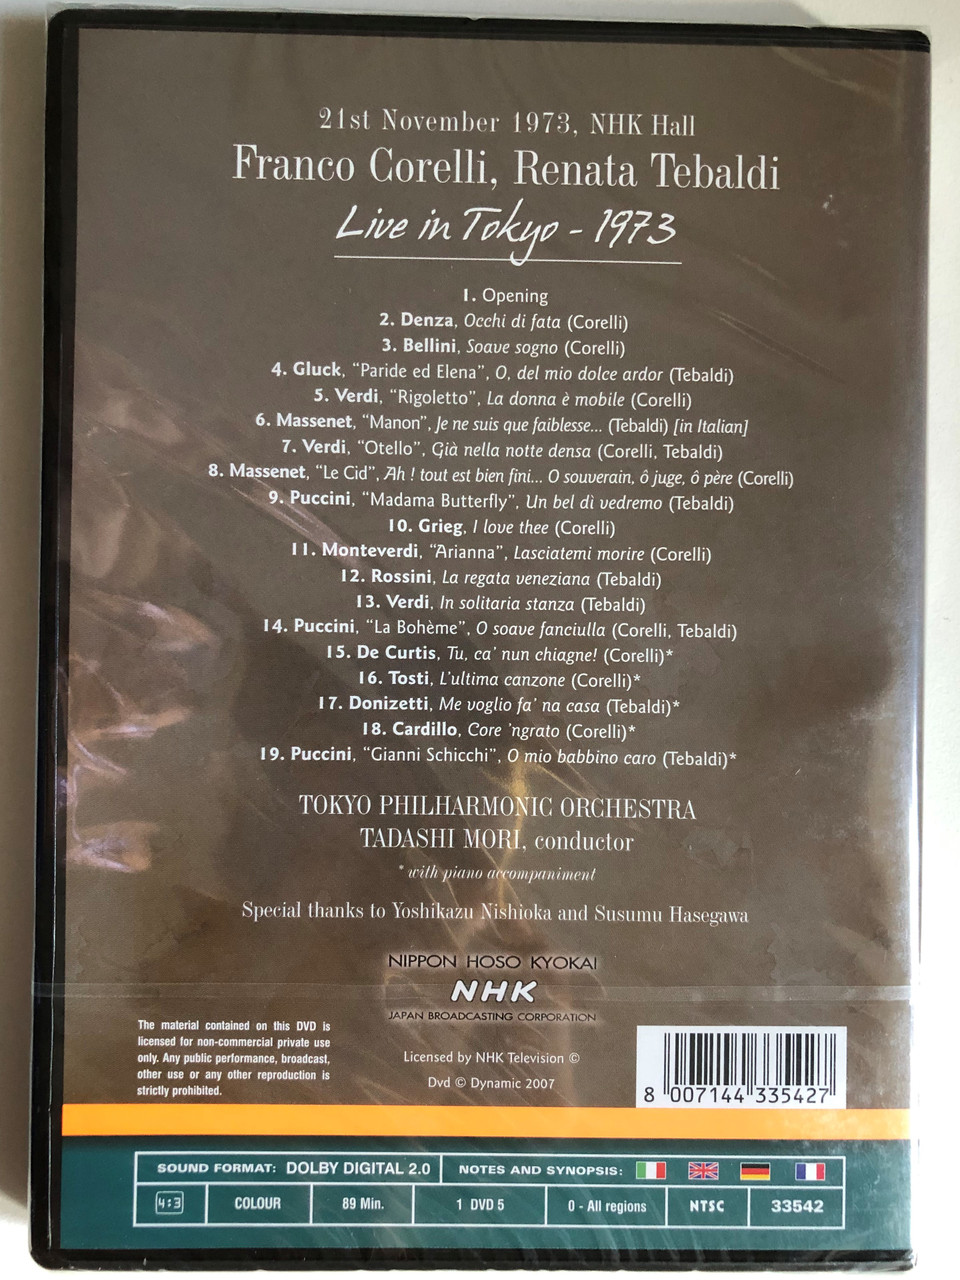 21st November 1973, NHK Hall
Franco Corelli, Renata Tebaldi
Live in Tokyo - 1973
1. Opening
2. Denza, Occhi di fata (Corelli)
3. Bellini, Soave sogno (Corelli)
4. Gluck, “Paride ed Elena”, O, del mio dolce ardor (Tebaldi)
5. Verdi, “Rigoletto”, La donna è mobile (Corelli)
6. Massenet, “Manon”, Je ne suis que faiblesse... (Tebaldi) [in Italian]
7. Verdi, “Otello”, Già nella notte densa (Corelli, Tebaldi)
8. Massenet, “Le Cid”, Ah ! tout est bien fini... O souverain, ô juge, ô père (Corelli)
9. Puccini, “Madama Butterfly”, Un bel dì vedremo (Tebaldi)
10. Grieg, I love thee (Corelli)
11. Monteverdi, “Arianna”, Lasciatemi morire (Corelli)
12. Rossini, La regata veneziana (Tebaldi)
13. Verdi, In solitaria stanza (Tebaldi)
14. Puccini, “La Bohème”, O soave fanciulla (Corelli, Tebaldi)
15. De Curtis, Tu, ca’ nun chiagne! (Corelli)*
16. Tosti, L’ultima canzone (Corelli)*
17. Donizetti, Me voglio fa’ na casa (Tebaldi)*
18. Cardillo, Core ’ngrato (Corelli)*
19. Puccini, “Gianni Schicchi”, O mio babbino caro (Tebaldi)*
TOKYO PHILHARMONIC ORCHESTRA
TADASHI MORI, conductor
* with piano accompaniment
Special thanks to Yoshikazu Nishioka and Susumu Hasegawa
NIPPON HOSO KYOKAI
NHK
JAPAN BROADCASTING CORPORATION
The material contained on this DVD is
licensed for non-commercial private use
only. Any public performance, broadcast,
other use or any other reproduction is
strictly prohibited.
Licensed by NHK Television ©
Dvd © Dynamic 2007
8 007144 335427
SOUND FORMAT: DOLBY DIGITAL 2.0
NOTES AND SYNOPSIS:
4:3
COLOUR
89 Min.
1 DVD 5
0 - All regions
NTSC
33542